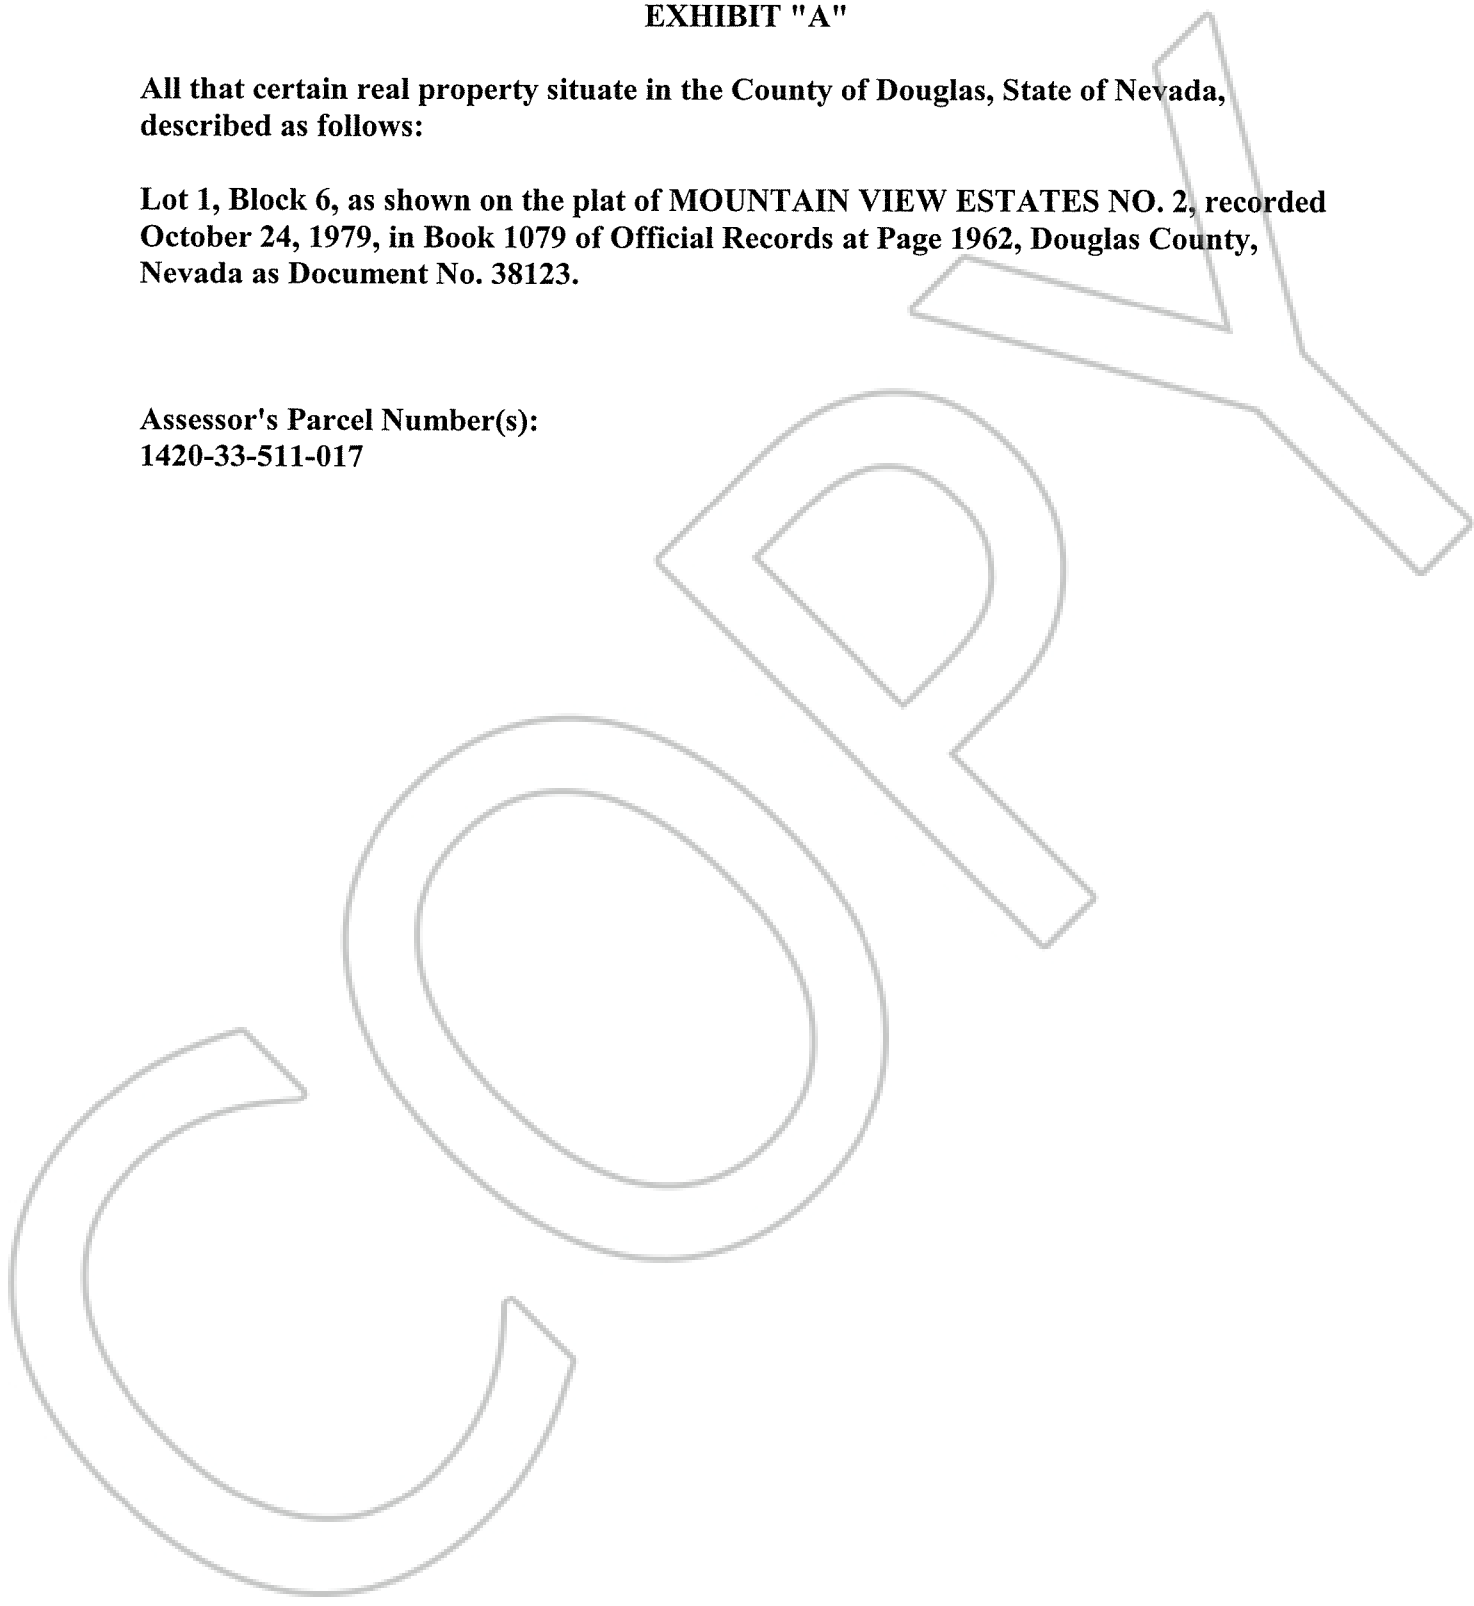 EXHIBIT "A"
All that certain real property situate in the County of Douglas, State of Nevada,
described as follows:
Lot 1, Block 6, as shown on the plat of MOUNTAIN VIEW ESTATES NO. 2, recorded
October 24, 1979, in Book 1079 of Official Records at Page 1962, Douglas County,
Nevada as Document No. 38123.
Assessor's Parcel Number(s):
1420-33-511-017
COPY